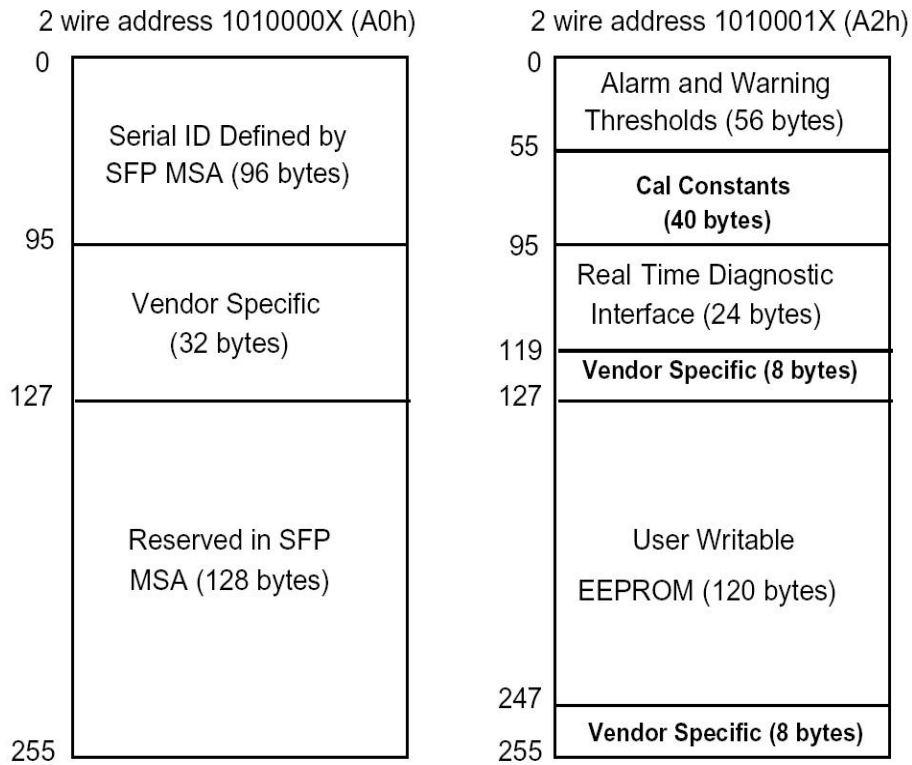 2 wire address 1010000X (A0h)
0
Serial ID Defined by
SFP MSA (96 bytes)
95
Vendor Specific
(32 bytes)
127
Reserved in SFP
MSA (128 bytes)
255
2 wire address 1010001X (A2h)
0
Alarm and Warning
Thresholds (56 bytes)
55
Cal Constants
(40 bytes)
95
Real Time Diagnostic
Interface (24 bytes)
119
Vendor Specific (8 bytes)
127
User Writable
EEPROM (120 bytes)
247
Vendor Specific (8 bytes)
255